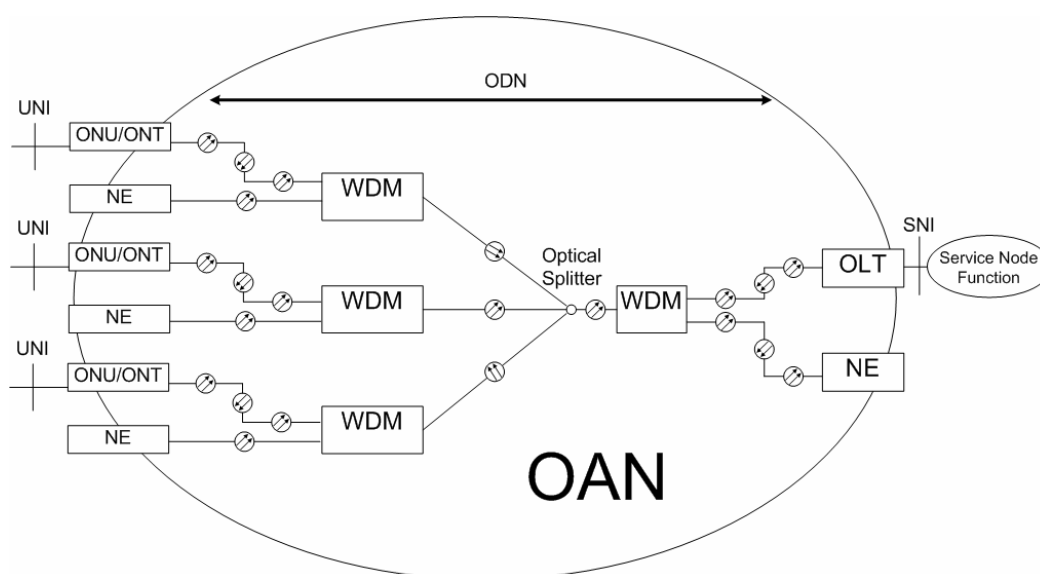 ODN
UNI
ONU/ONT
WDM
NE
UNI
ONU/ONT
Optical
Splitter
SNI
OLT
Service Node
Function
WDM
WDM
NE
UNI
ONU/ONT
NE
WDM
NE
OAN